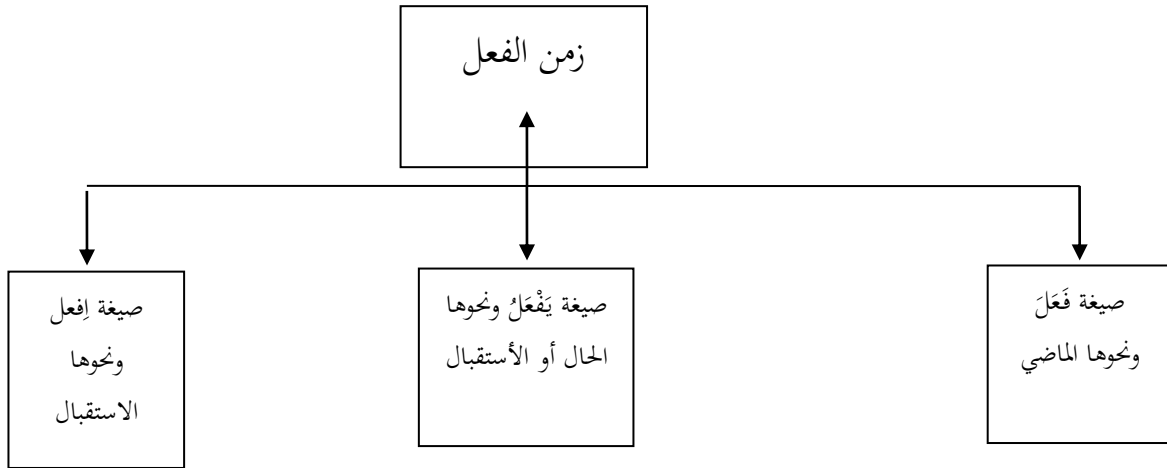 زمن الفعل
صيغة فَعَلَ
ونحوها الماضي
صيغة يَفْعَلُ ونحوها
الحال أو الأستقبال
صيغة اِفعل
ونحوها
الاستقبال